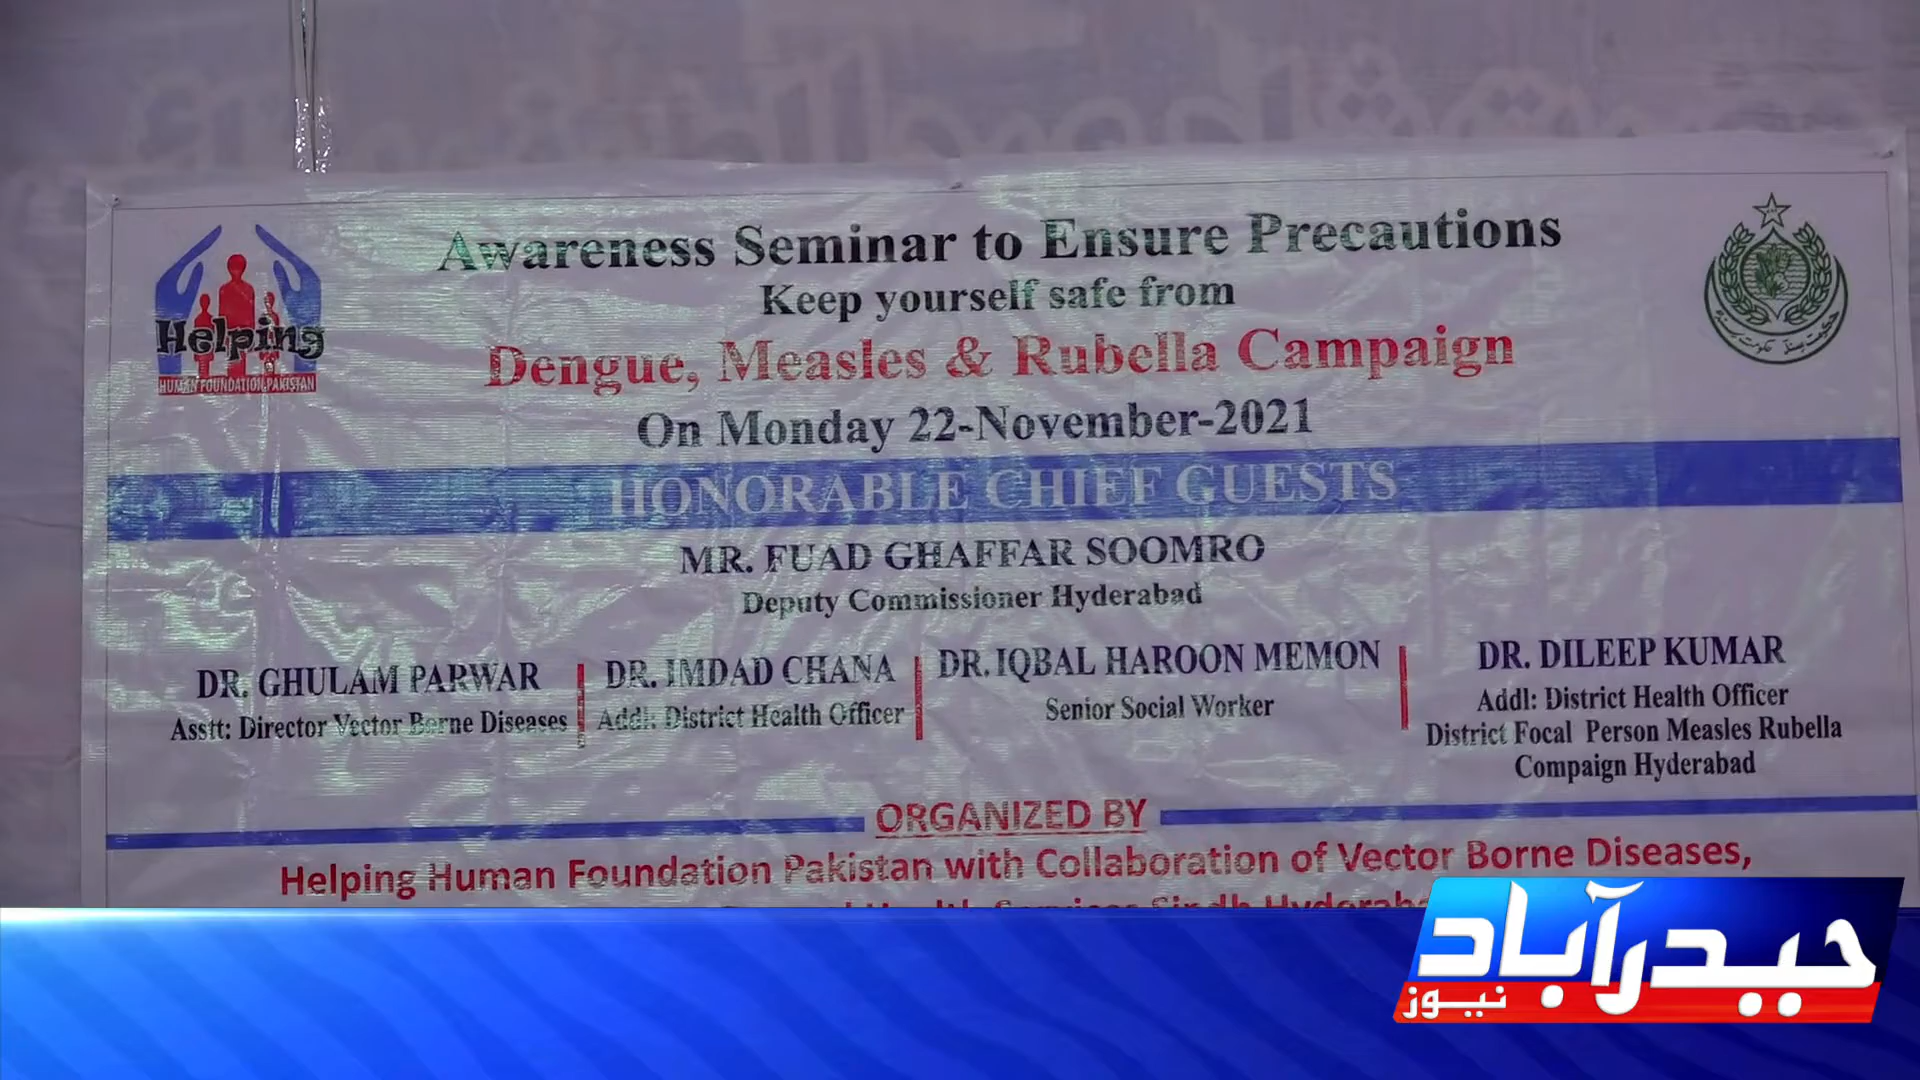 Awareness Seminar to Ensure Precautions
Keep yourself safe from
Dengue, Measles & Rubella Campaign
On Monday 22-November-2021
Helping
HUMAN FOUNDATION PAKISTAN
HONORABLE CHIEF GUESTS
MR. FUAD GHAFFAR SOOMRO
Deputy Commissioner Hyderabad
DR. GHULAM PARWAR
Asstt: Director Vector Borne Diseases
DR. IMDAD CHANA
Addl: District Health Officer
DR. IQBAL HAROON MEMON
Senior Social Worker
DR. DILEEP KUMAR
Addl: District Health Officer
District Focal Person Measles Rubella
Compaign Hyderabad
ORGANIZED BY
Helping Human Foundation Pakistan with Collaboration of Vector Borne Diseases,
Health Services Sindh
حیدرآباد
نیوز